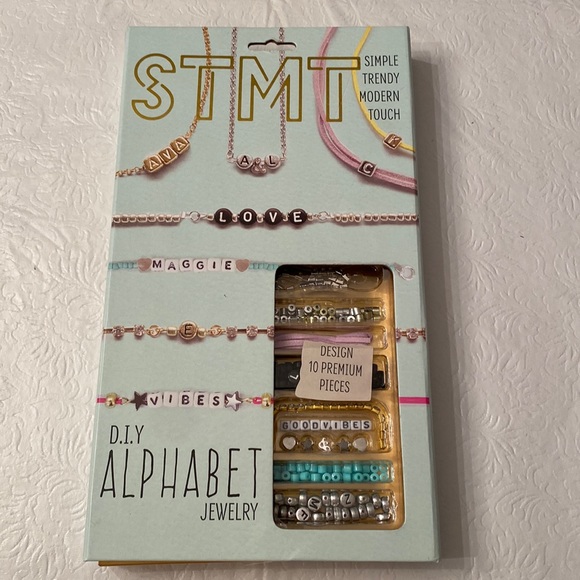 STMT
SIMPLE
TRENDY
MODERN
TOUCH
AVA
AL
K
C
LOVE
MAGGIE
E
VIBES
DESIGN
10 PREMIUM
PIECES
GOODVIBES
&
D.I.Y
ALPHABET
JEWELRY